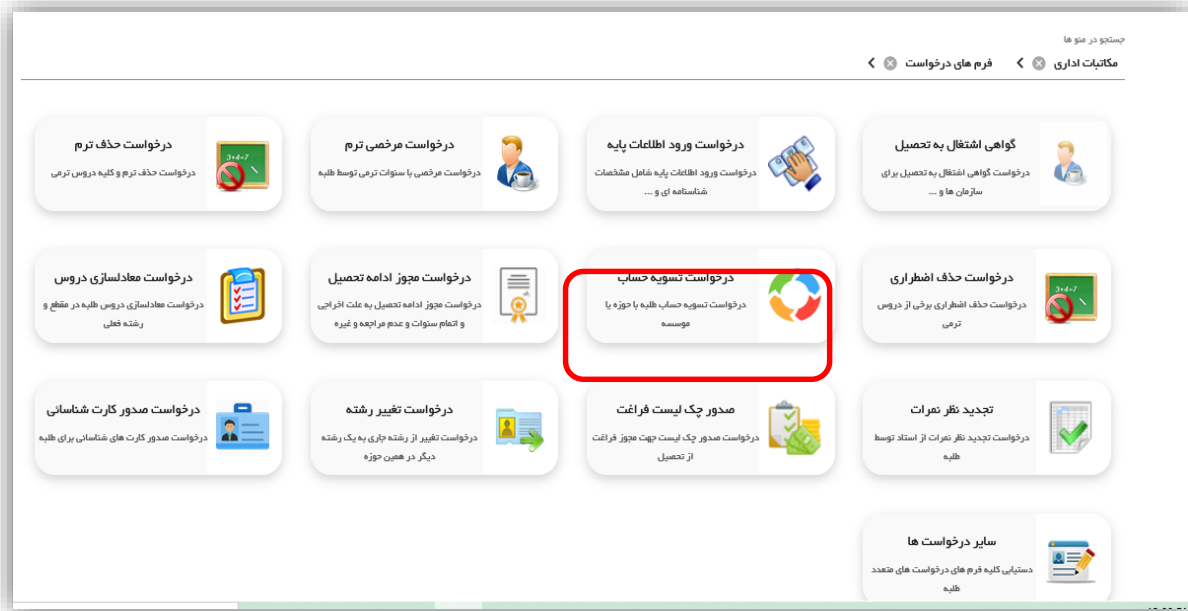 جستجو در منو ها
مکاتبات اداری
فرم های درخواست
گواهی اشتغال به تحصیل
درخواست گواهی اشتغال به تحصیل برای
سازمان ها و ...
درخواست ورود اطلاعات پایه
درخواست ورود اطلاعات پایه شامل مشخصات
شناسنامه ای و ...
درخواست مرخصی ترم
درخواست مرخصی با سنوات ترمی توسط طلبه
درخواست حذف ترم
درخواست حذف ترم و کلیه دروس ترمی
درخواست حذف اضطراری
درخواست حذف اضطراری برخی از دروس
ترمی
درخواست تسویه حساب
درخواست تسویه حساب طلبه با حوزه یا
موسسه
درخواست مجوز ادامه تحصیل
درخواست مجوز ادامه تحصیل به علت اخراجی
و اتمام سنوات و عدم مراجعه و غیره
درخواست معادلسازی دروس
درخواست معادلسازی دروس طلبه در مقطع و
رشته فعلی
تجدید نظر نمرات
درخواست تجدید نظر نمرات از استاد توسط
طلبه
صدور چک لیست فراغت
درخواست صدور چک لیست جهت مجوز فراغت
از تحصیل
درخواست تغییر رشته
درخواست تغییر از رشته جاری به یک رشته
دیگر در همین حوزه
درخواست صدور کارت شناسائی
درخواست صدور کارت های شناسائی برای طلبه
سایر درخواست ها
دستیابی کلیه فرم های درخواست های متعدد
طلبه
3+4=7
3+4=7